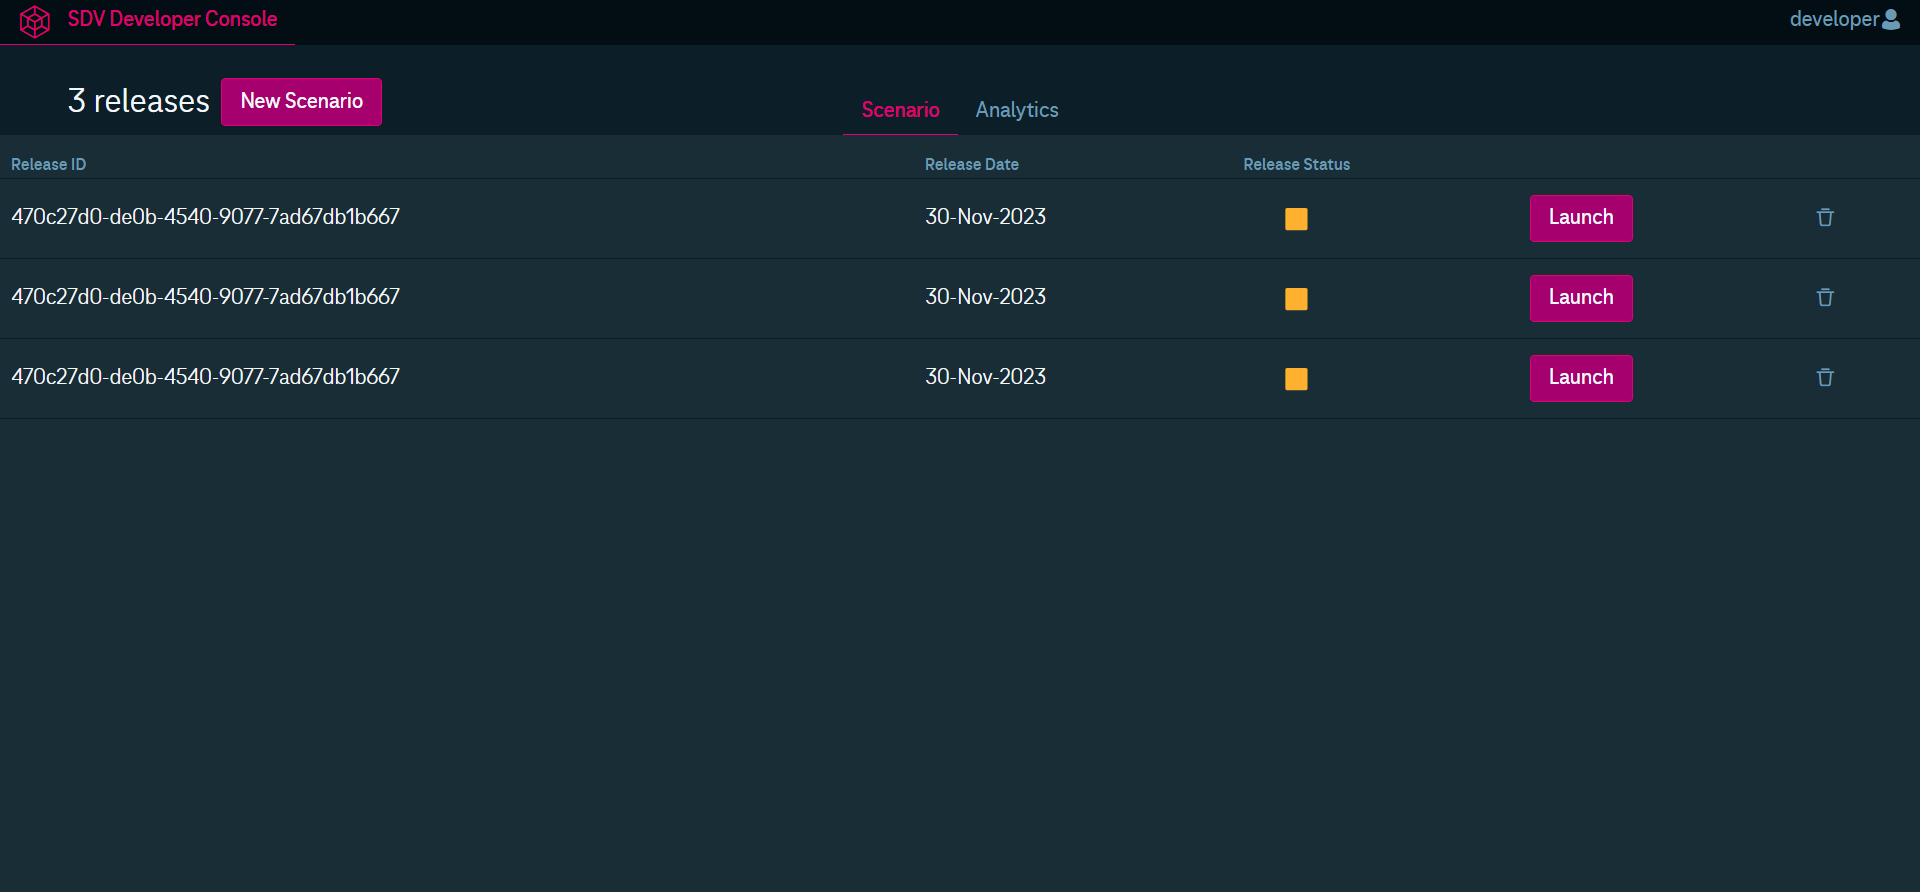 SDV Developer Console
developer
3 releases
New Scenario
Scenario
Analytics
Release ID
Release Date
Release Status
470c27d0-de0b-4540-9077-7ad67db1b667
30-Nov-2023
Launch
470c27d0-de0b-4540-9077-7ad67db1b667
30-Nov-2023
Launch
470c27d0-de0b-4540-9077-7ad67db1b667
30-Nov-2023
Launch